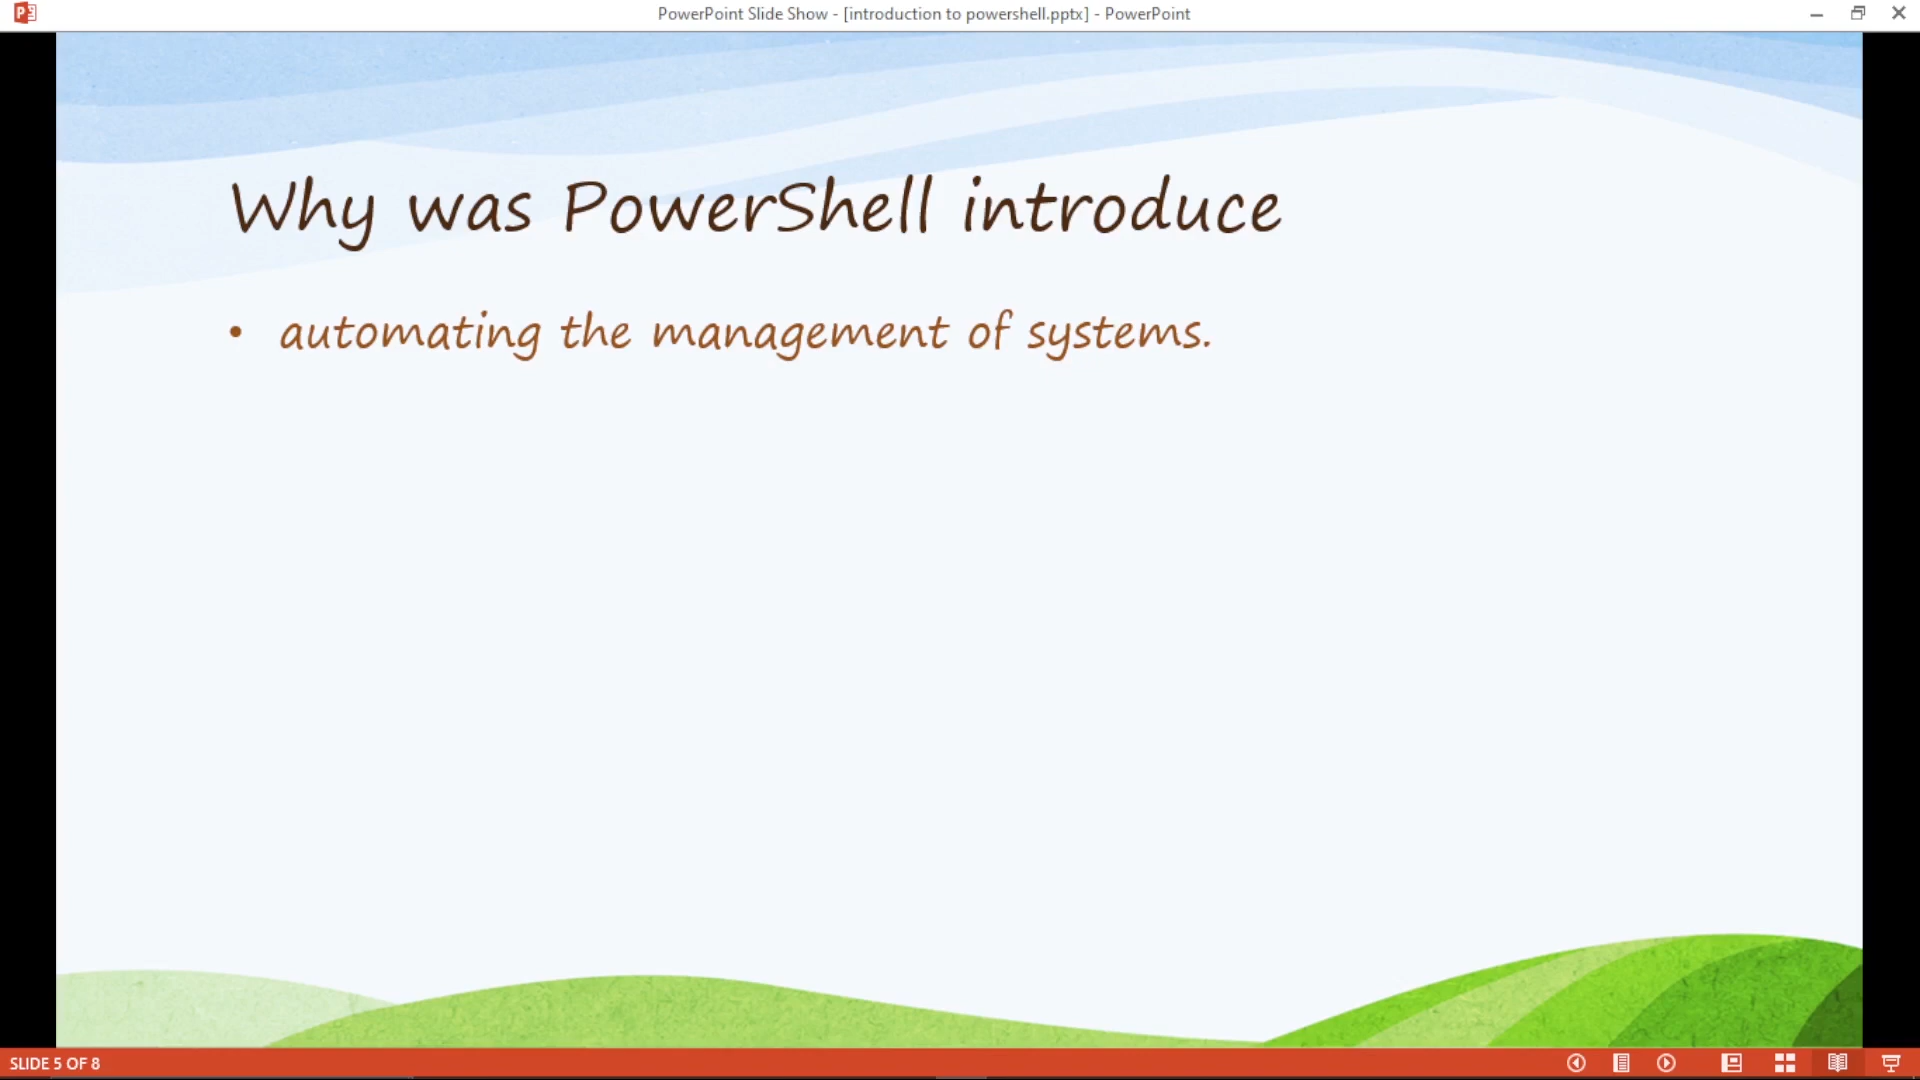 PowerPoint Slide Show - [introduction to powershell.pptx] - PowerPoint
Why was PowerShell introduce
• automating the management of systems.
SLIDE 5 OF 8